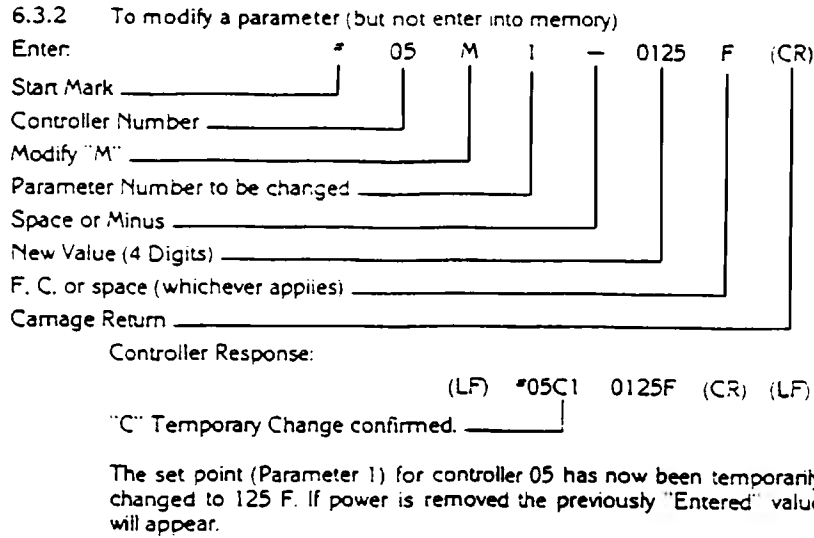 6.3.2 To modify a parameter (but not enter into memory)
Enter: # 05 M 1 – 0125 F (CR)
Start Mark
Controller Number
Modify "M"
Parameter Number to be changed
Space or Minus
New Value (4 Digits)
F. C. or space (whichever applies)
Carriage Return
Controller Response:
(LF) #05C1 0125F (CR) (LF)
"C" Temporary Change confirmed.
The set point (Parameter 1) for controller 05 has now been temporarily
changed to 125 F. If power is removed the previously "Entered" value
will appear.